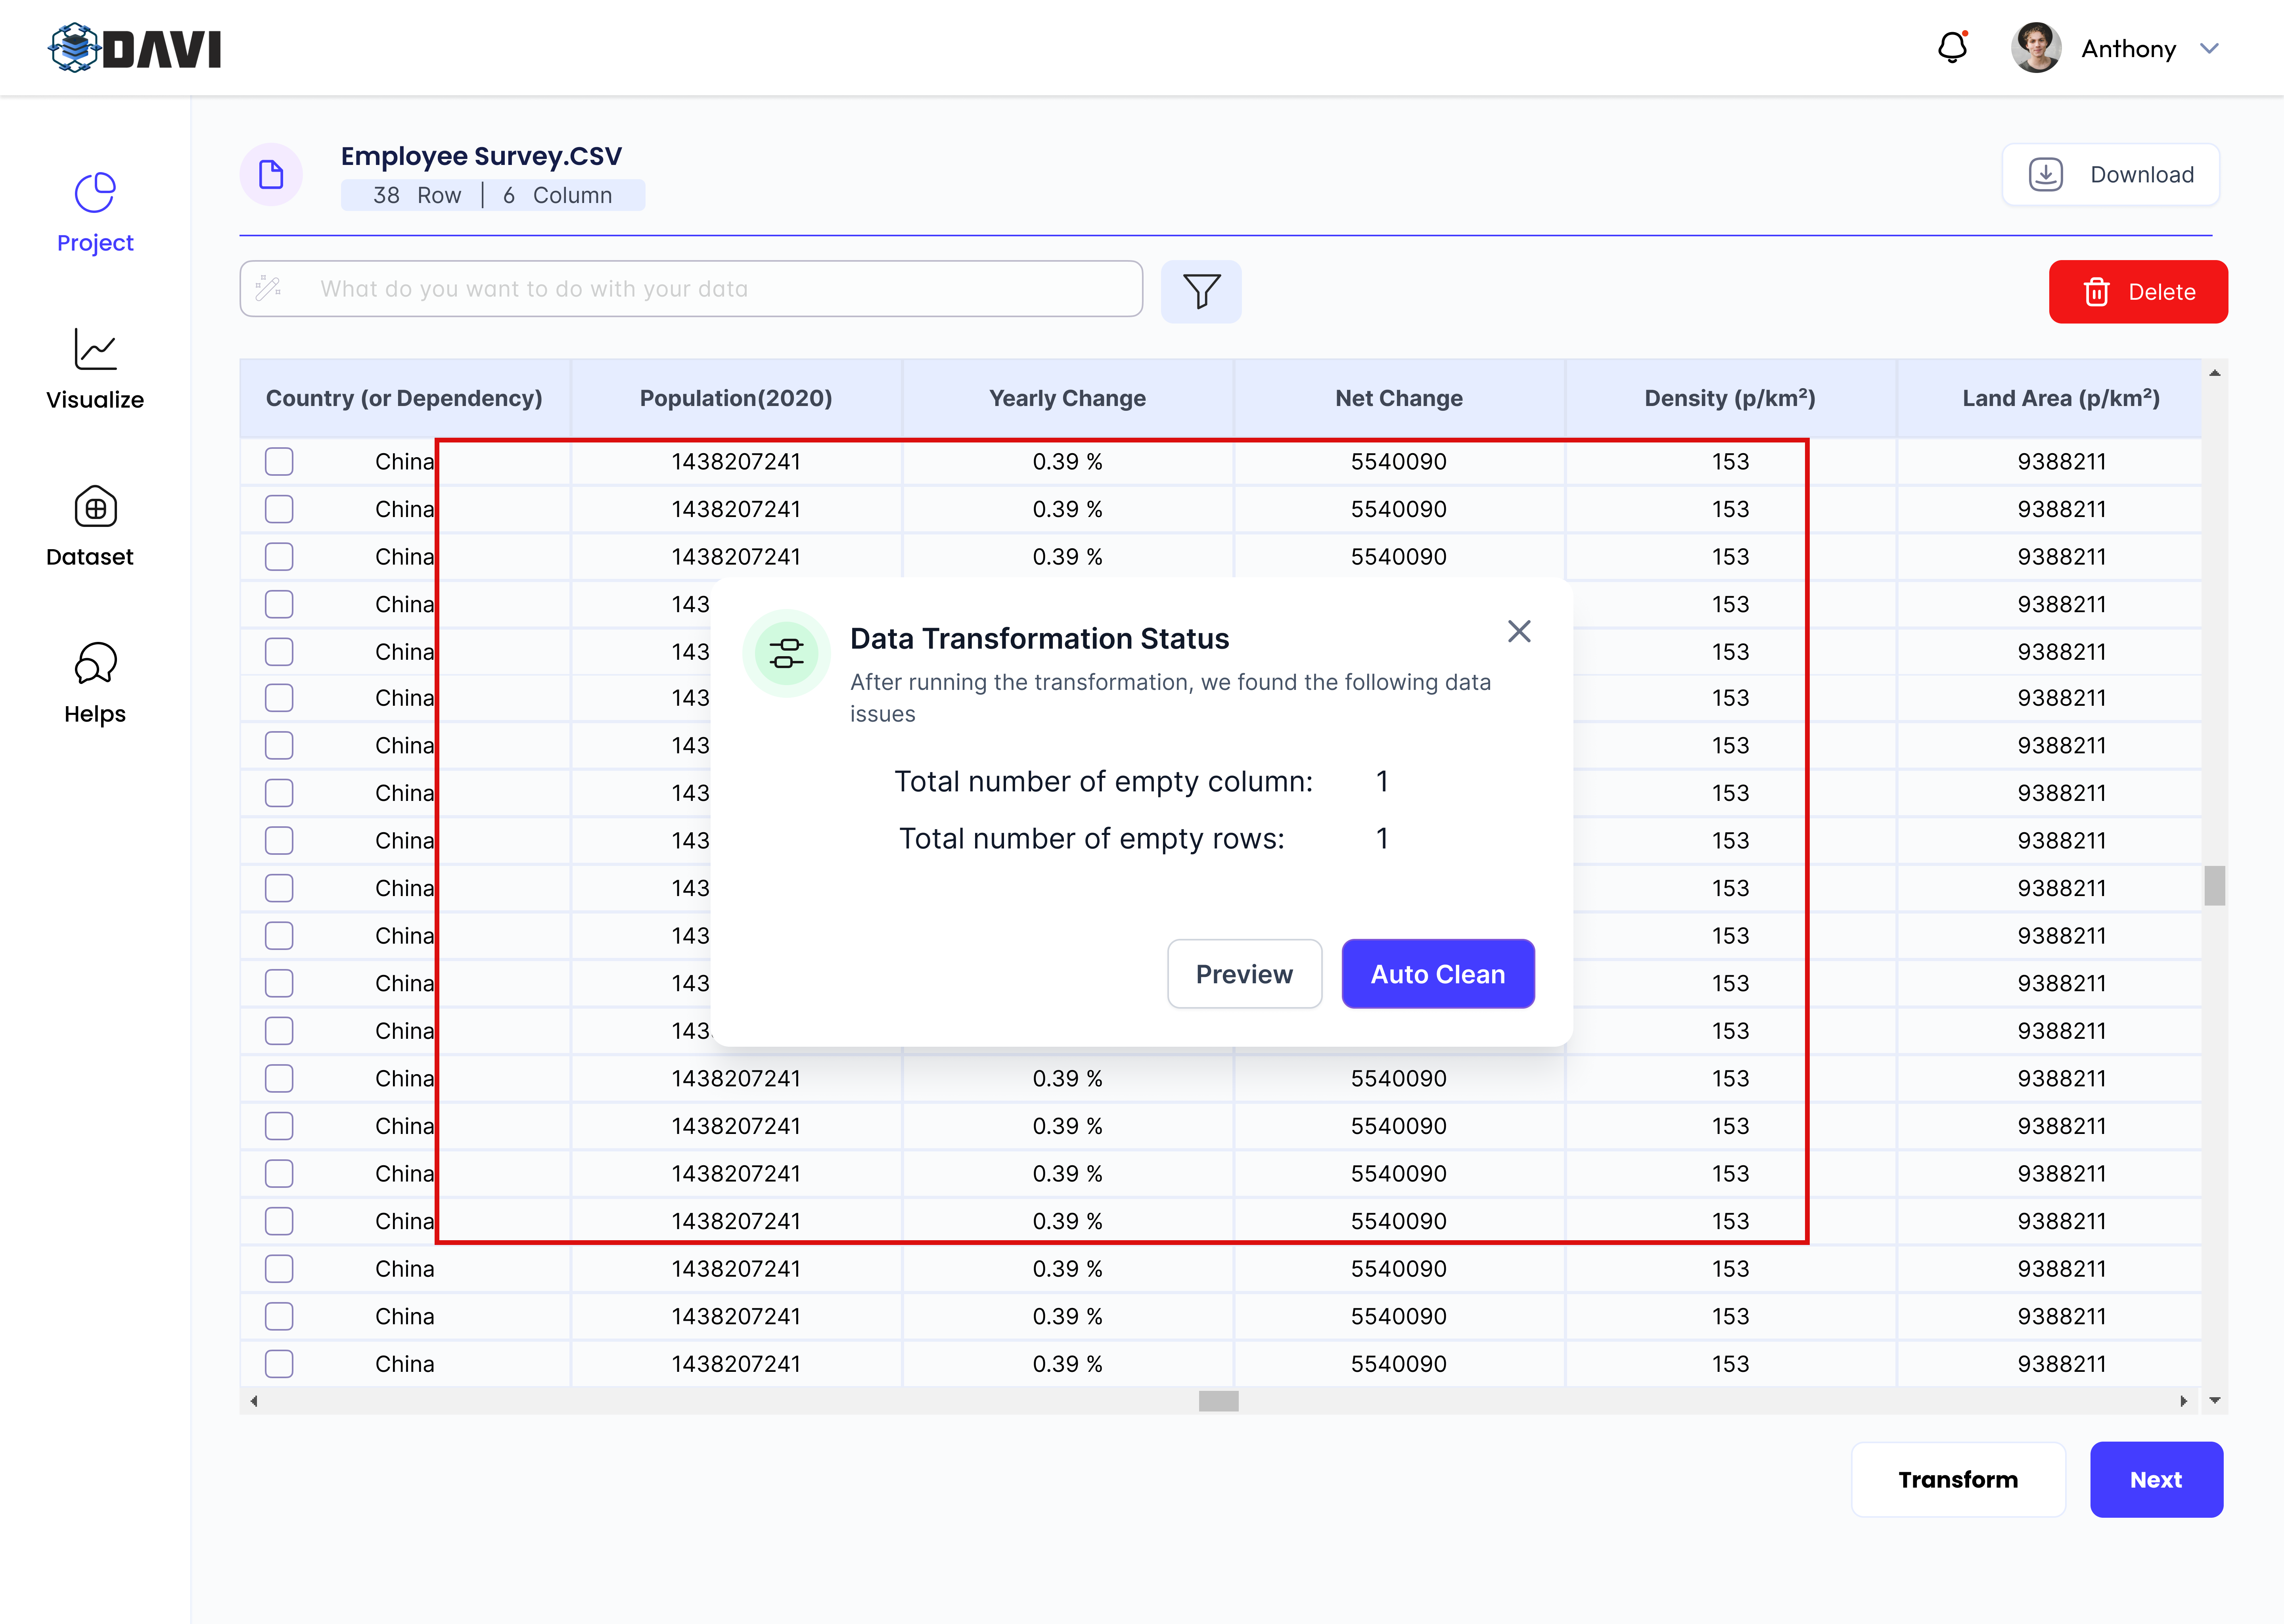 DAVI
Anthony
Employee Survey.CSV
38 Row | 6 Column
Download
Project
What do you want to do with your data
Delete
Visualize
Dataset
Helps
Country (or Dependency) Population(2020) Yearly Change Net Change Density (p/km²) Land Area (p/km²)
China 1438207241 0.39 % 5540090 153 9388211
China 1438207241 0.39 % 5540090 153 9388211
China 1438207241 0.39 % 5540090 153 9388211
China 143 153 9388211
China 143 153 9388211
China 143 153 9388211
China 143 153 9388211
China 143 153 9388211
China 143 153 9388211
China 143 153 9388211
China 143 153 9388211
China 143 153 9388211
China 143 153 9388211
Data Transformation Status
After running the transformation, we found the following data
issues
Total number of empty column: 1
Total number of empty rows: 1
Preview
Auto Clean
China 1438207241 0.39 % 5540090 153 9388211
China 1438207241 0.39 % 5540090 153 9388211
China 1438207241 0.39 % 5540090 153 9388211
China 1438207241 0.39 % 5540090 153 9388211
China 1438207241 0.39 % 5540090 153 9388211
China 1438207241 0.39 % 5540090 153 9388211
China 1438207241 0.39 % 5540090 153 9388211
Transform
Next